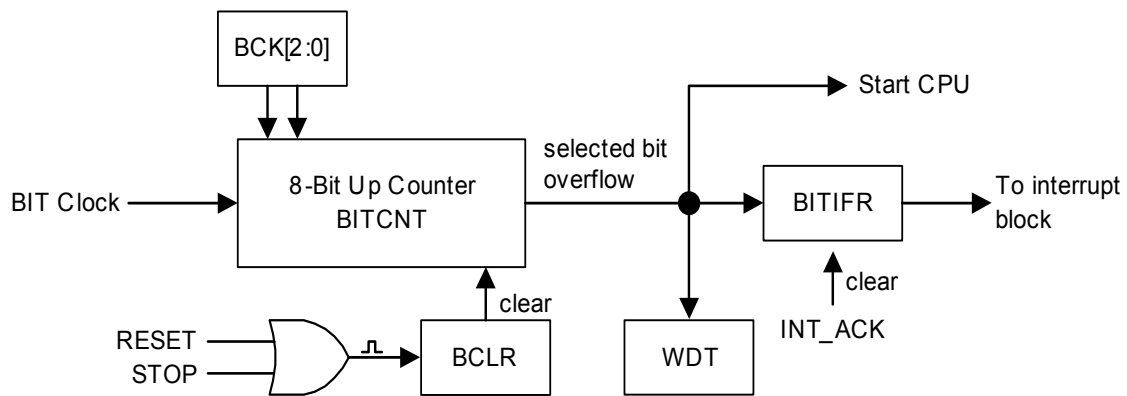 BCK[2:0]
Start CPU
selected bit
overflow
8-Bit Up Counter
BITCNT
BIT Clock
BITIFR
To interrupt
block
clear
clear
INT_ACK
RESET
STOP
BCLR
WDT